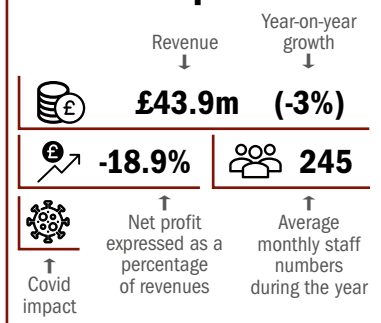 Year-on-year
growth
Revenue
£43.9m (-3%)
£
£
-18.9%
245
Net profit
expressed as a
percentage
of revenues
Average
monthly staff
numbers
during the year
Covid
impact